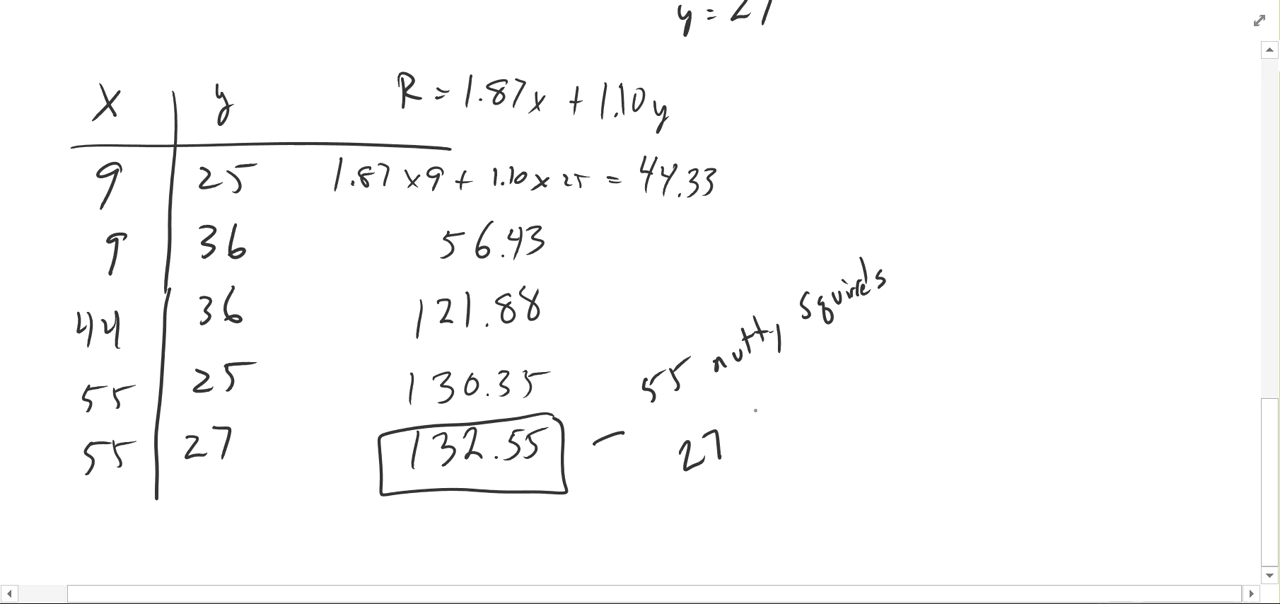 y = 27
x y R = 1.87x + 1.10y
9 25 1.87 x 9 + 1.10 x 25 = 44.33
9 36 56.43
44 36 121.88
55 25 130.35
55 27 132.55 –
55 nutty squirrels
27